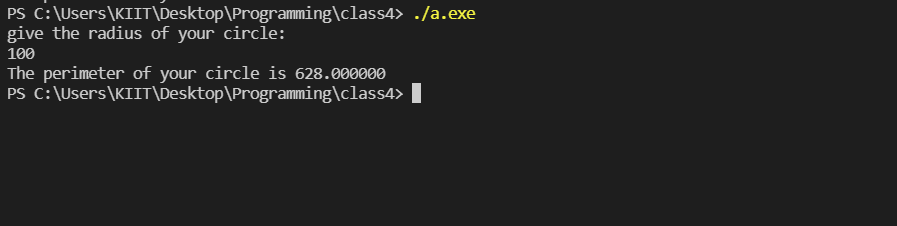 PS C:\Users\KIIT\Desktop\Programming\class4> ./a.exe
give the radius of your circle:
100
The perimeter of your circle is 628.000000
PS C:\Users\KIIT\Desktop\Programming\class4>